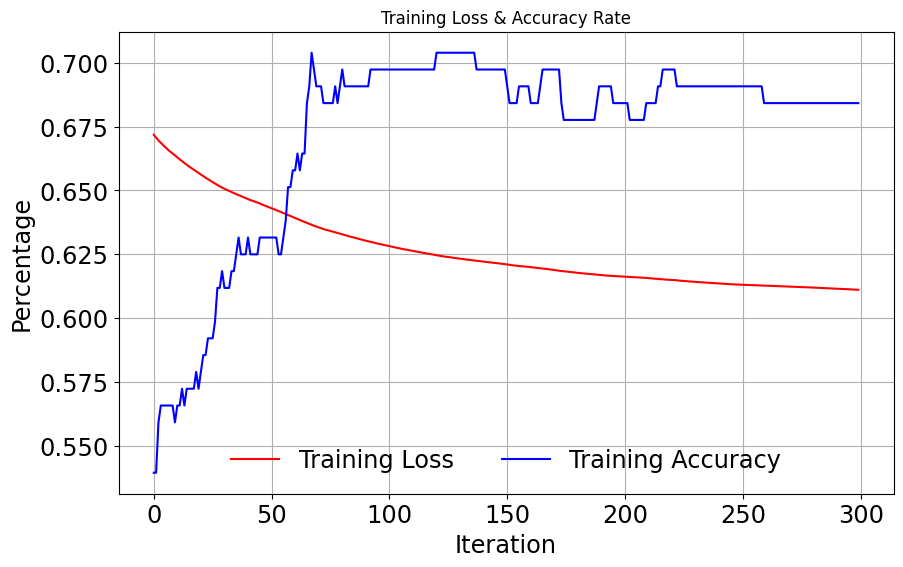 Training Loss & Accuracy Rate
Percentage
0.700
0.675
0.650
0.625
0.600
0.575
0.550
Training Loss
Training Accuracy
0 50 100 150 200 250 300
Iteration